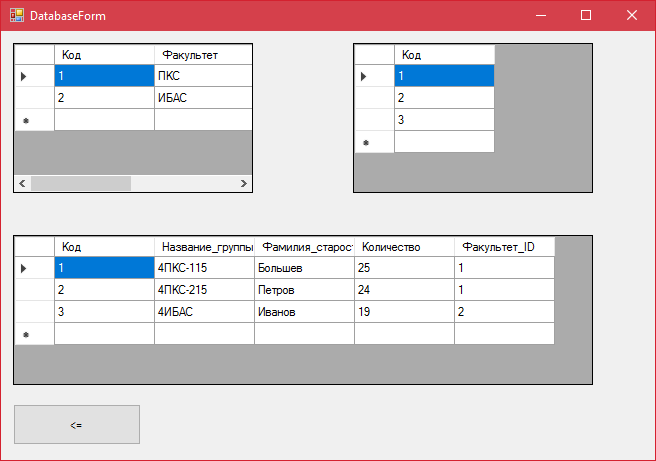 DatabaseForm
Код Факультет
1 ПКС
2 ИБАС
Код
1
2
3
Код Название_группы Фамилия_старост Количество Факультет_ID
1 4ПКС-115 Большев 25 1
2 4ПКС-215 Петров 24 1
3 4ИБАС Иванов 19 2
<=